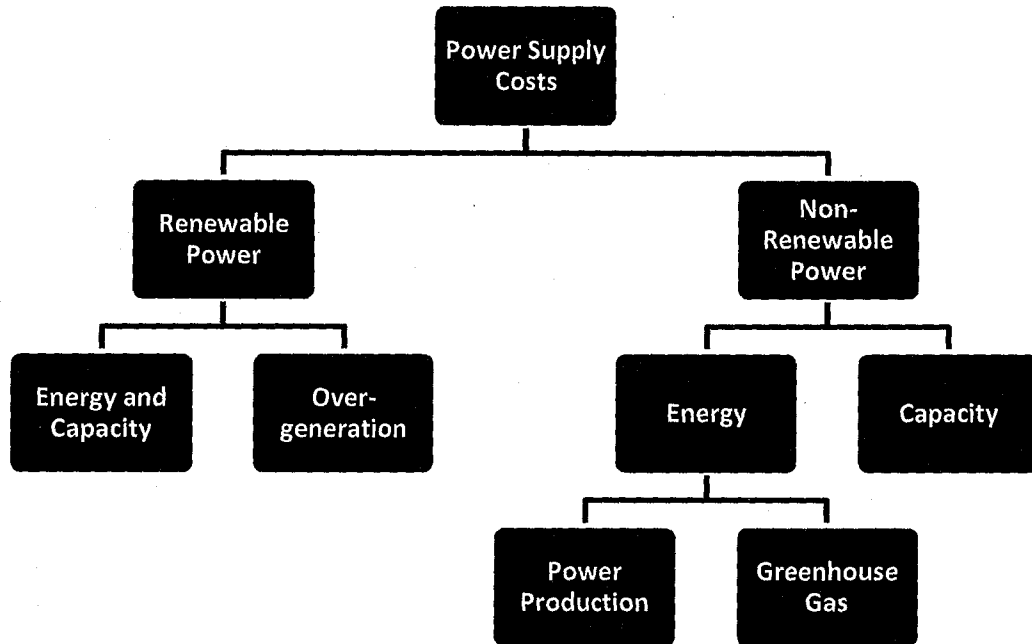 Power Supply
Costs
Renewable
Power
Non-
Renewable
Power
Energy and
Capacity
Over-
generation
Energy
Capacity
Power
Production
Greenhouse
Gas